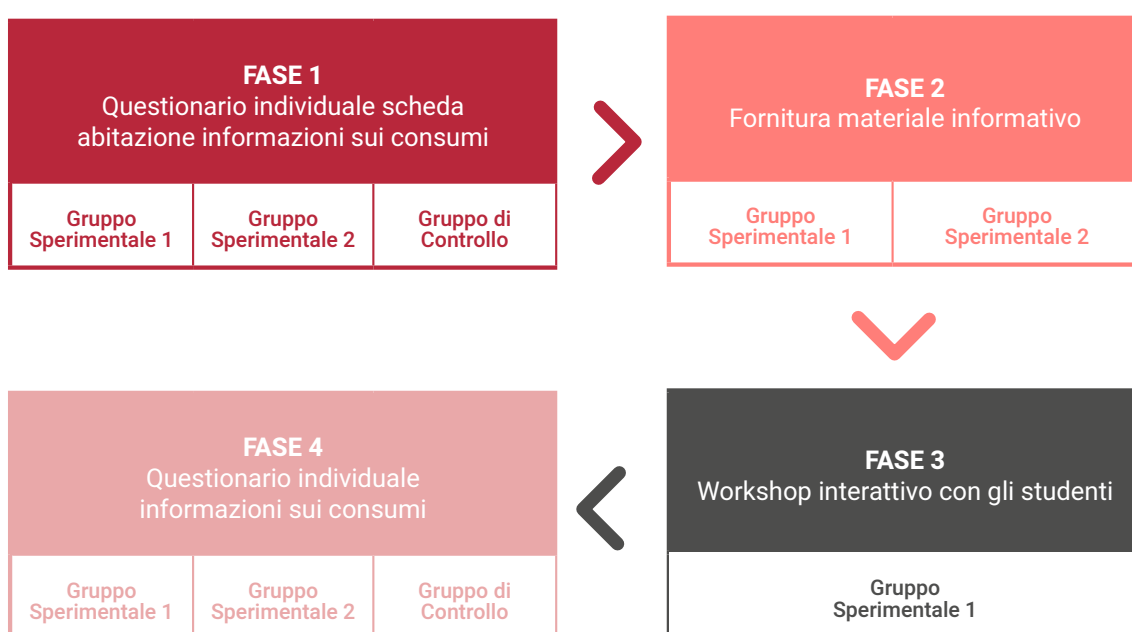 FASE 1
Questionario individuale scheda
abitazione informazioni sui consumi
Gruppo
Sperimentale 1
Gruppo
Sperimentale 2
Gruppo di
Controllo
FASE 2
Fornitura materiale informativo
Gruppo
Sperimentale 1
Gruppo
Sperimentale 2
FASE 3
Workshop interattivo con gli studenti
Gruppo
Sperimentale 1
FASE 4
Questionario individuale
informazioni sui consumi
Gruppo
Sperimentale 1
Gruppo
Sperimentale 2
Gruppo di
Controllo